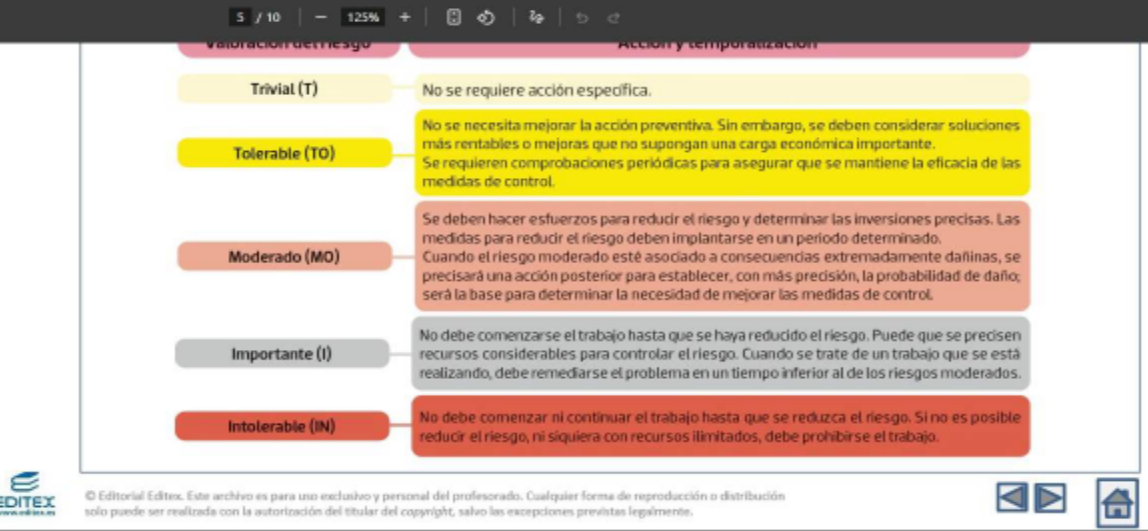 5 / 10 125%
Valoración del riesgo
Acción y temporalización
Trivial (T)
No se requiere acción específica.
Tolerable (TO)
No se necesita mejorar la acción preventiva. Sin embargo, se deben considerar soluciones
más rentables o mejoras que no supongan una carga económica importante.
Se requieren comprobaciones periódicas para asegurar que se mantiene la eficacia de las
medidas de control.
Moderado (MO)
Se deben hacer esfuerzos para reducir el riesgo y determinar las inversiones precisas. Las
medidas para reducir el riesgo deben implantarse en un periodo determinado.
Cuando el riesgo moderado esté asociado a consecuencias extremadamente dañinas, se
precisará una acción posterior para establecer, con más precisión, la probabilidad de daño;
será la base para determinar la necesidad de mejorar las medidas de control.
Importante (I)
No debe comenzarse el trabajo hasta que se haya reducido el riesgo. Puede que se precisen
recursos considerables para controlar el riesgo. Cuando se trate de un trabajo que se está
realizando, debe remediarse el problema en un tiempo inferior al de los riesgos moderados.
Intolerable (IN)
No debe comenzar ni continuar el trabajo hasta que se reduzca el riesgo. Si no es posible
reducir el riesgo, ni siquiera con recursos ilimitados, debe prohibirse el trabajo.
EDITEX
www.editex.es
© Editorial Editex. Este archivo es para uso exclusivo y personal del profesorado. Cualquier forma de reproducción o distribución
solo puede ser realizada con la autorización del titular del copyright, salvo las excepciones previstas legalmente.